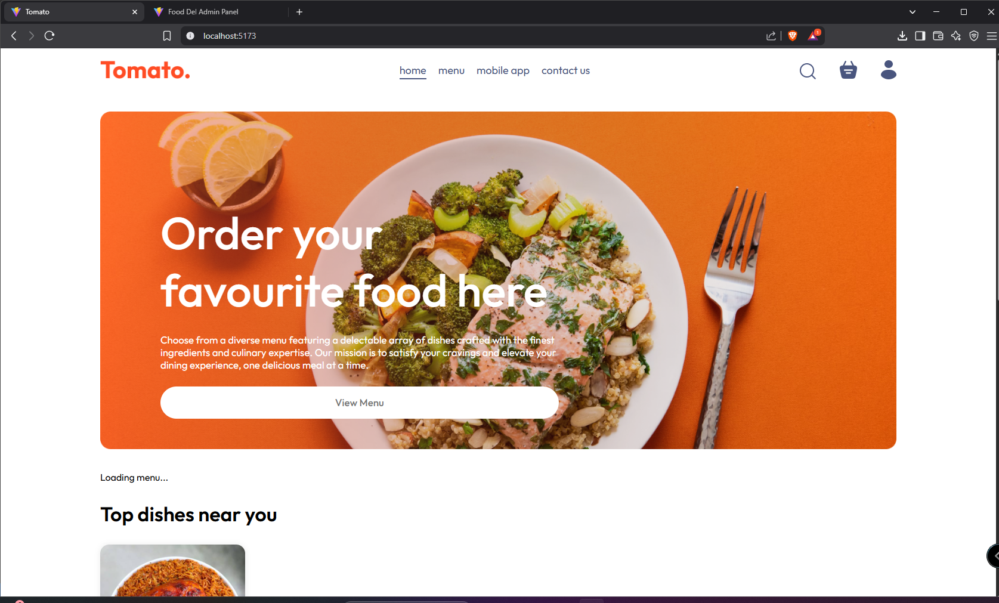 Tomato
Food Del Admin Panel
localhost:5173
1
Tomato.
home
menu
mobile app
contact us
Order your
favourite food here
Choose from a diverse menu featuring a delectable array of dishes crafted with the finest
ingredients and culinary expertise. Our mission is to satisfy your cravings and elevate your
dining experience, one delicious meal at a time.
View Menu
Loading menu...
Top dishes near you